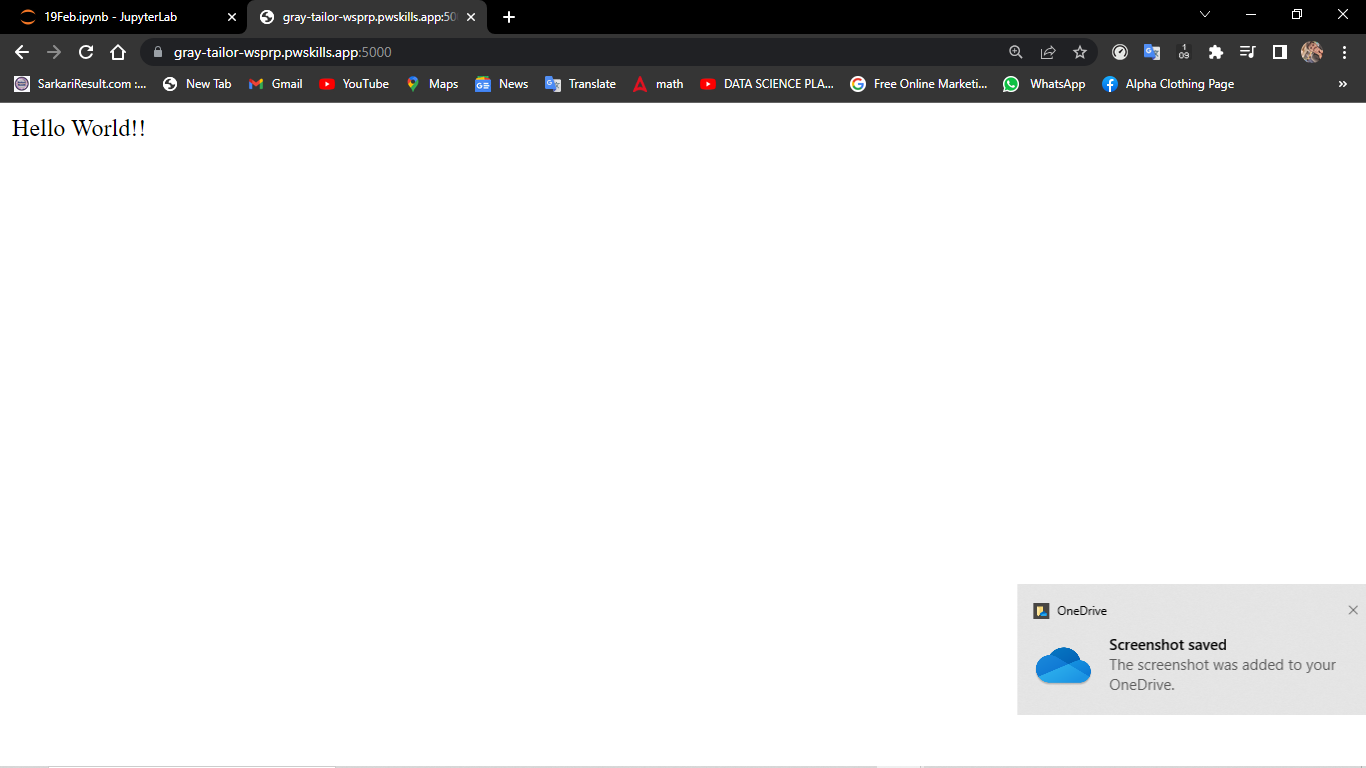 19Feb.ipynb - JupyterLab
gray-tailor-wsprp.pwskills.app:50
gray-tailor-wsprp.pwskills.app:5000
1
09
SarkariResult.com :... New Tab Gmail YouTube Maps News Translate math DATA SCIENCE PLA... Free Online Marketi... WhatsApp Alpha Clothing Page »
Hello World!!
OneDrive
Screenshot saved
The screenshot was added to your
OneDrive.